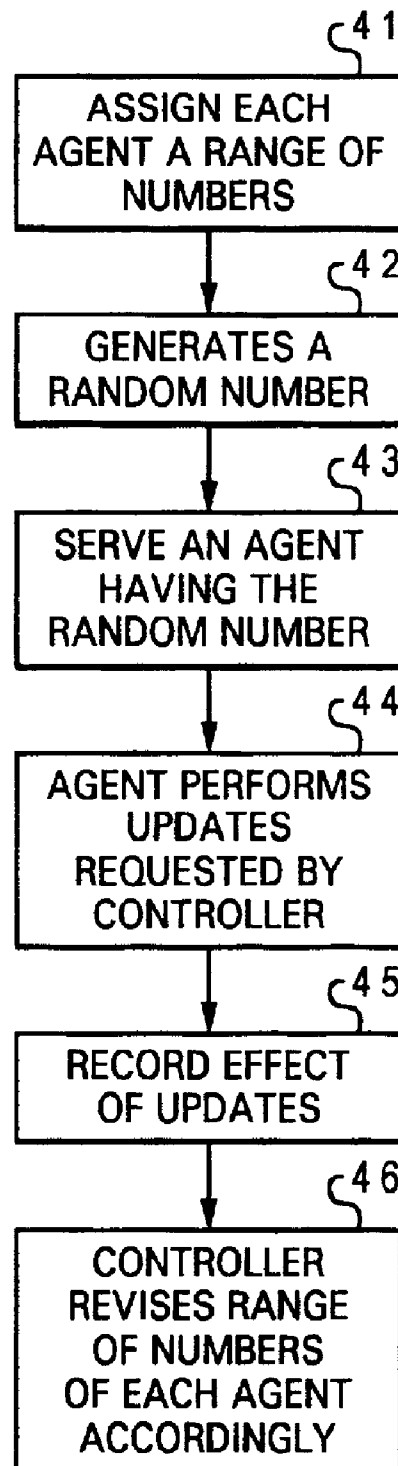 41
ASSIGN EACH
AGENT A RANGE OF
NUMBERS
42
GENERATES A
RANDOM NUMBER
43
SERVE AN AGENT
HAVING THE
RANDOM NUMBER
44
AGENT PERFORMS
UPDATES
REQUESTED BY
CONTROLLER
45
RECORD EFFECT
OF UPDATES
46
CONTROLLER
REVISES RANGE
OF NUMBERS
OF EACH AGENT
ACCORDINGLY